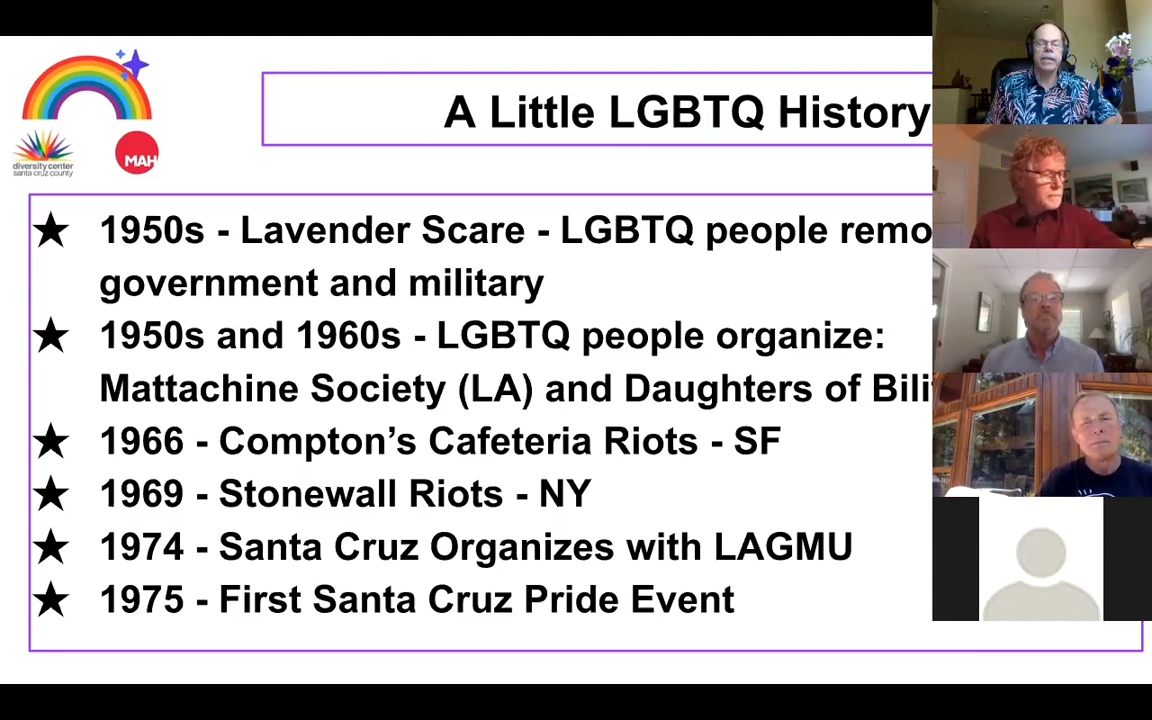 A Little LGBTQ History
diversity center
santa cruz county
MAH
★ 1950s - Lavender Scare - LGBTQ people
government and military
★ 1950s and 1960s - LGBTQ people organize:
Mattachine Society (LA) and Daughters of
★ 1966 - Compton’s Cafeteria Riots - SF
★ 1969 - Stonewall Riots - NY
★ 1974 - Santa Cruz Organizes with LAGMU
★ 1975 - First Santa Cruz Pride Event